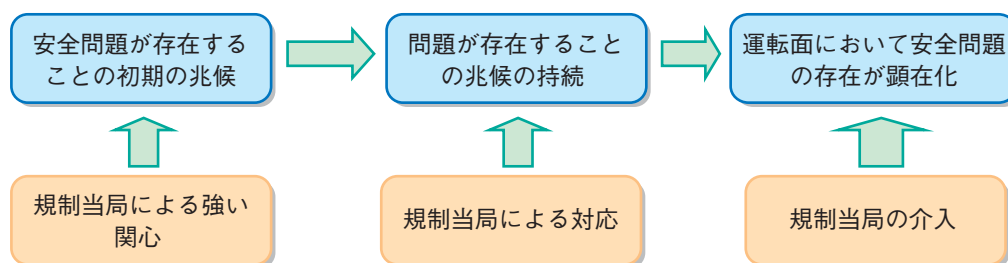 安全問題が存在する
ことの初期の兆候
問題が存在すること
の兆候の持続
運転面において安全問題
の存在が顕在化
規制当局による強い
関心
規制当局による対応
規制当局の介入